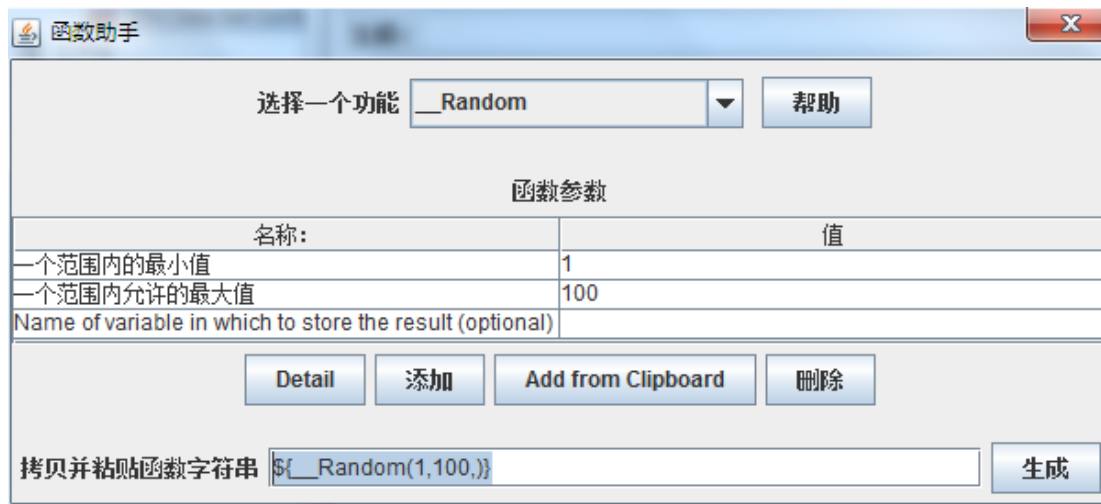 函数助手
选择一个功能 __Random 帮助
函数参数
名称: 值
一个范围内的最小值 1
一个范围内允许的最大值 100
Name of variable in which to store the result (optional)
Detail 添加 Add from Clipboard 删除
拷贝并粘贴函数字符串 ${__Random(1,100,)} 生成